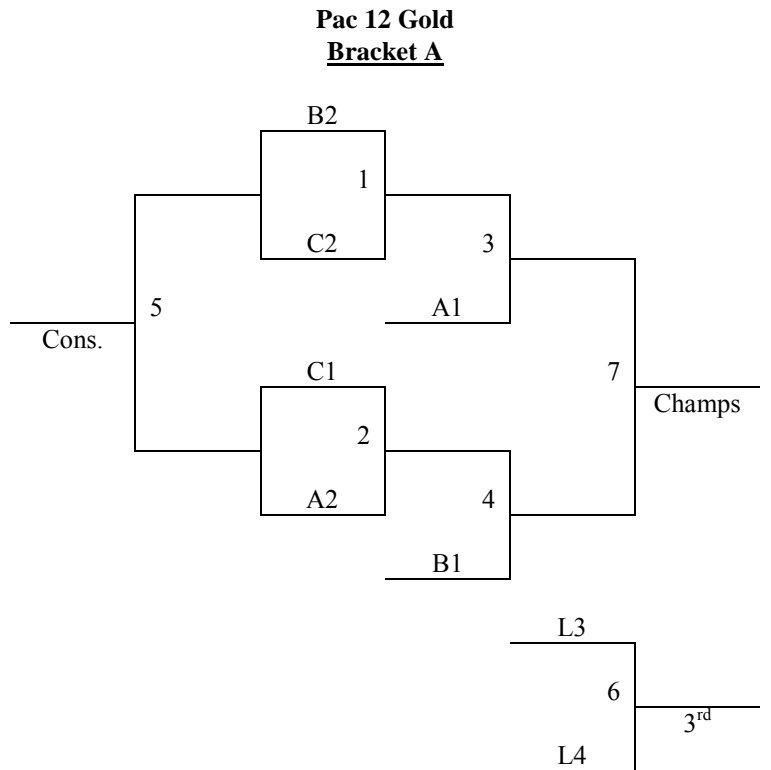 Pac 12 Gold
Bracket A
B2
1
C2
3
A1
5
Cons.
C1
7
Champs
2
A2
4
B1
L3
6
3rd
L4